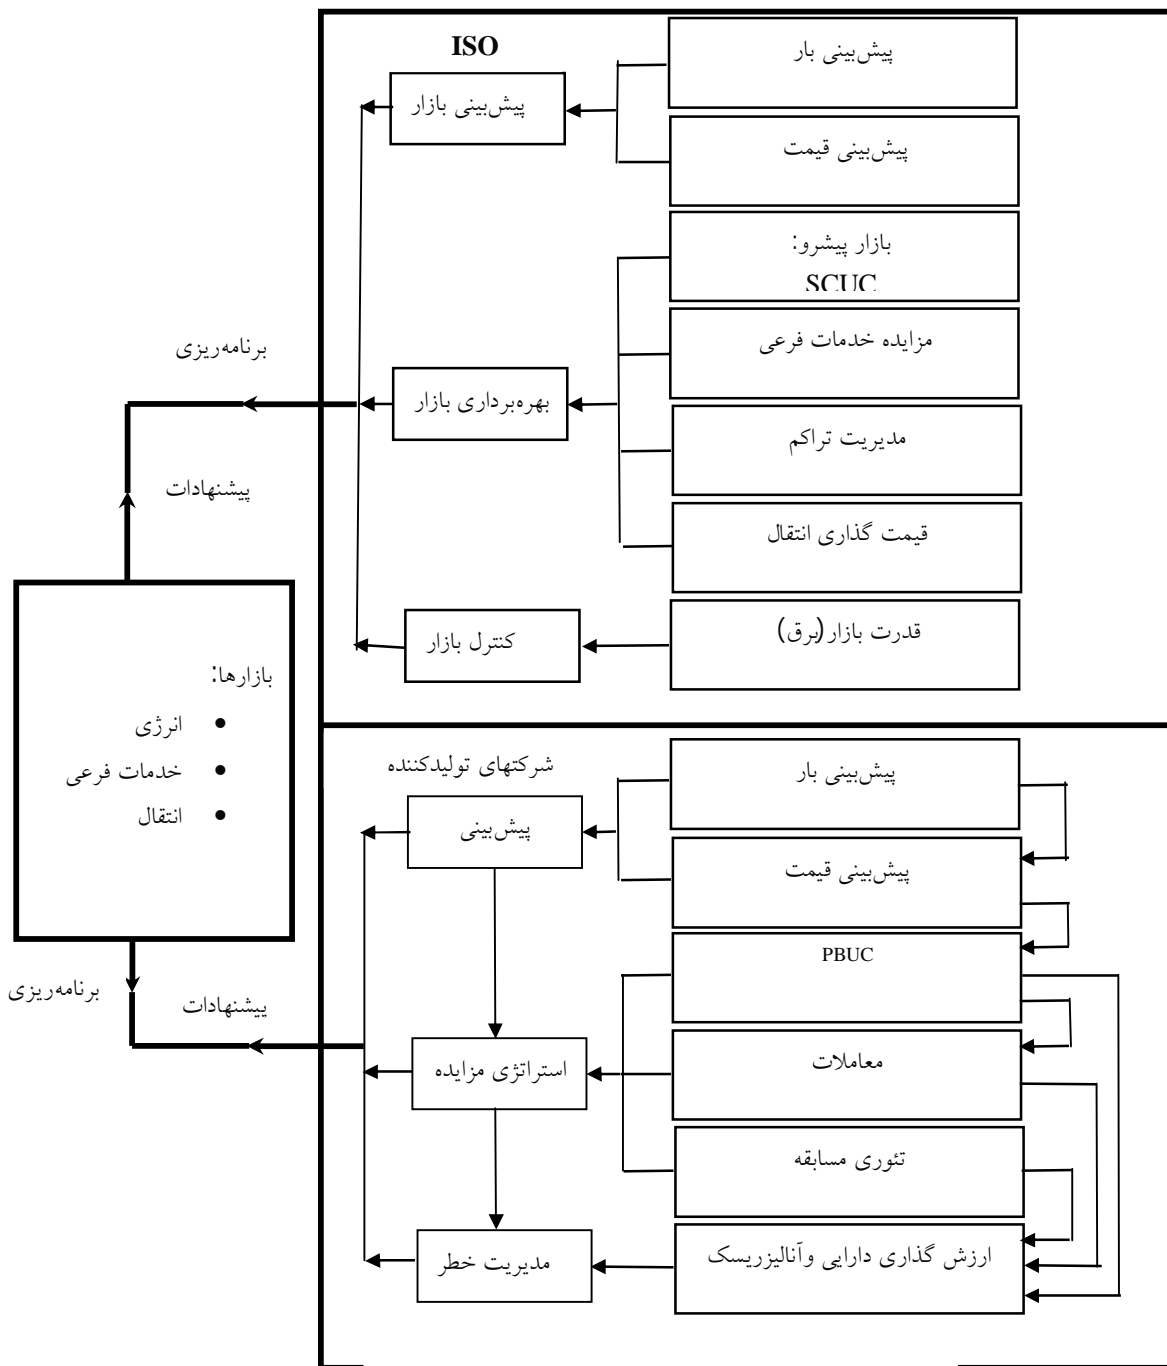 ISO
پیش‌بینی بار
پیش‌بینی بازار
پیش‌بینی قیمت
بازار پیشرو:
SCUC
مزایده خدمات فرعی
برنامه‌ریزی
بهره‌برداری بازار
مدیریت تراکم
پیشنهادات
قیمت گذاری انتقال
قدرت بازار(برق)
کنترل بازار
بازارها:
• انرژی
• خدمات فرعی
• انتقال
شرکتهای تولیدکننده
پیش‌بینی بار
پیش‌بینی
پیش‌بینی قیمت
PBUC
برنامه‌ریزی
پیشنهادات
استراتژی مزایده
معاملات
تئوری مسابقه
مدیریت خطر
ارزش گذاری دارایی وآنالیزریسک